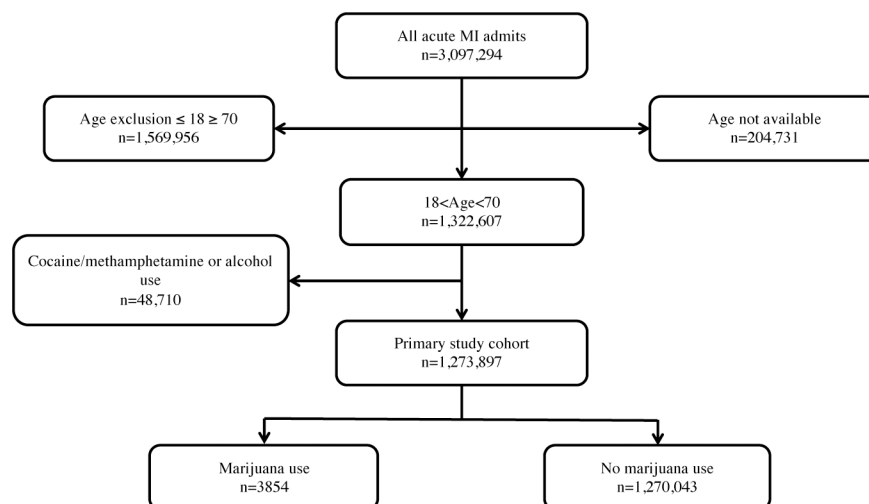 All acute MI admits
n=3,097,294
Age exclusion ≤ 18 ≥ 70
n=1,569,956
Age not available
n=204,731
18<Age<70
n=1,322,607
Cocaine/methamphetamine or alcohol
use
n=48,710
Primary study cohort
n=1,273,897
Marijuana use
n=3854
No marijuana use
n=1,270,043